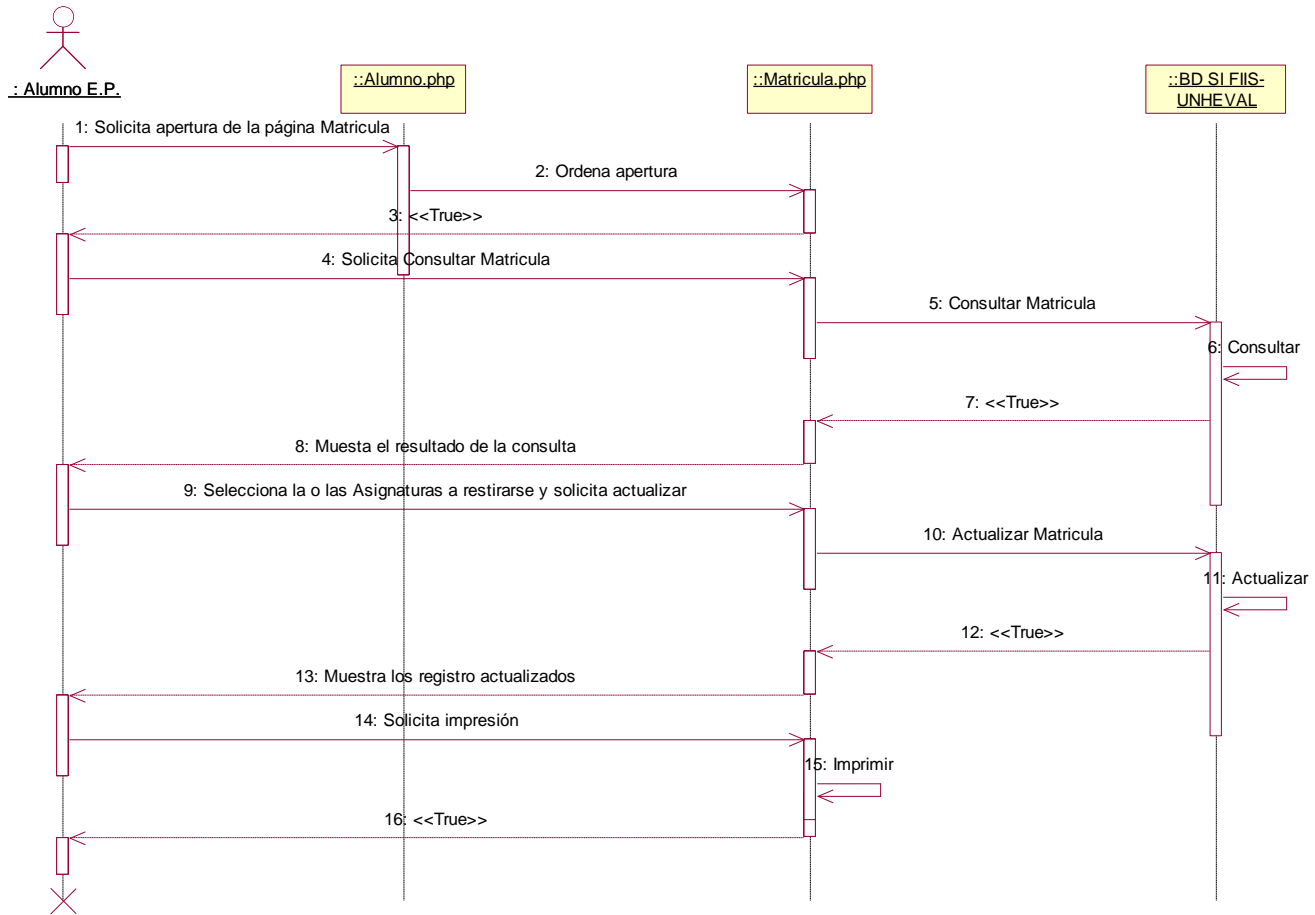 : Alumno E.P.
::Alumno.php
::Matricula.php
::BD SI FIIS-
UNHEVAL
1: Solicita apertura de la página Matricula
2: Ordena apertura
3: <<True>>
4: Solicita Consultar Matricula
5: Consultar Matricula
6: Consultar
7: <<True>>
8: Muesta el resultado de la consulta
9: Selecciona la o las Asignaturas a restirarse y solicita actualizar
10: Actualizar Matricula
11: Actualizar
12: <<True>>
13: Muestra los registro actualizados
14: Solicita impresión
15: Imprimir
16: <<True>>